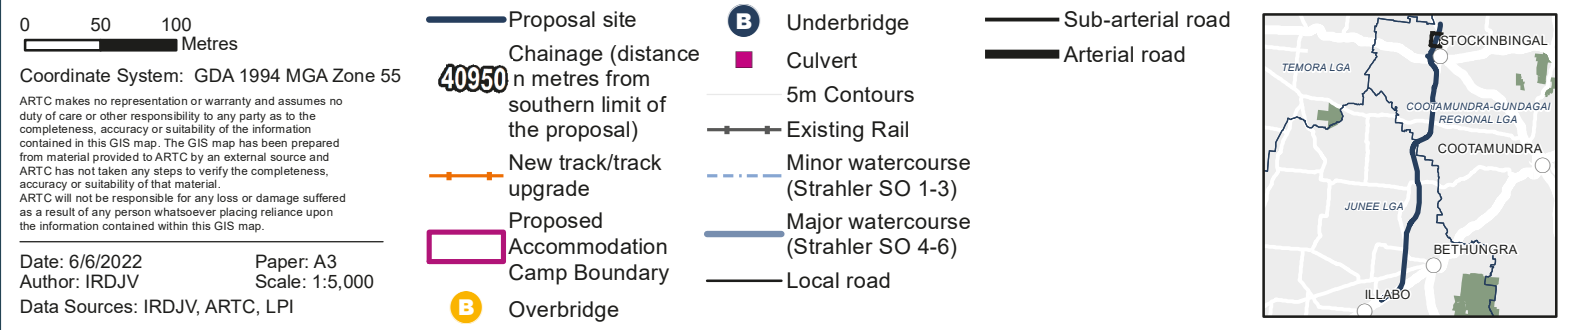 0 50 100
Metres
Coordinate System: GDA 1994 MGA Zone 55
ARTC makes no representation or warranty and assumes no
duty of care or other responsibility to any party as to the
completeness, accuracy or suitability of the information
contained in this GIS map. The GIS map has been prepared
from material provided to ARTC by an external source and
ARTC has not taken any steps to verify the completeness,
accuracy or suitability of that material.
ARTC will not be responsible for any loss or damage suffered
as a result of any person whatsoever placing reliance upon
the information contained within this GIS map.
Date: 6/6/2022 Paper: A3
Author: IRDJV Scale: 1:5,000
Data Sources: IRDJV, ARTC, LPI
Proposal site
40950
Chainage (distance
n metres from
southern limit of
the proposal)
New track/track
upgrade
Proposed
Accommodation
Camp Boundary
B Overbridge
B Underbridge
Culvert
5m Contours
Existing Rail
Minor watercourse
(Strahler SO 1-3)
Major watercourse
(Strahler SO 4-6)
Local road
Sub-arterial road
Arterial road
STOCKINBINGAL
TEMORA LGA
COOTAMUNDRA-GUNDAGAI
REGIONAL LGA
COOTAMUNDRA
JUNEE LGA
BETHUNGRA
ILLABO